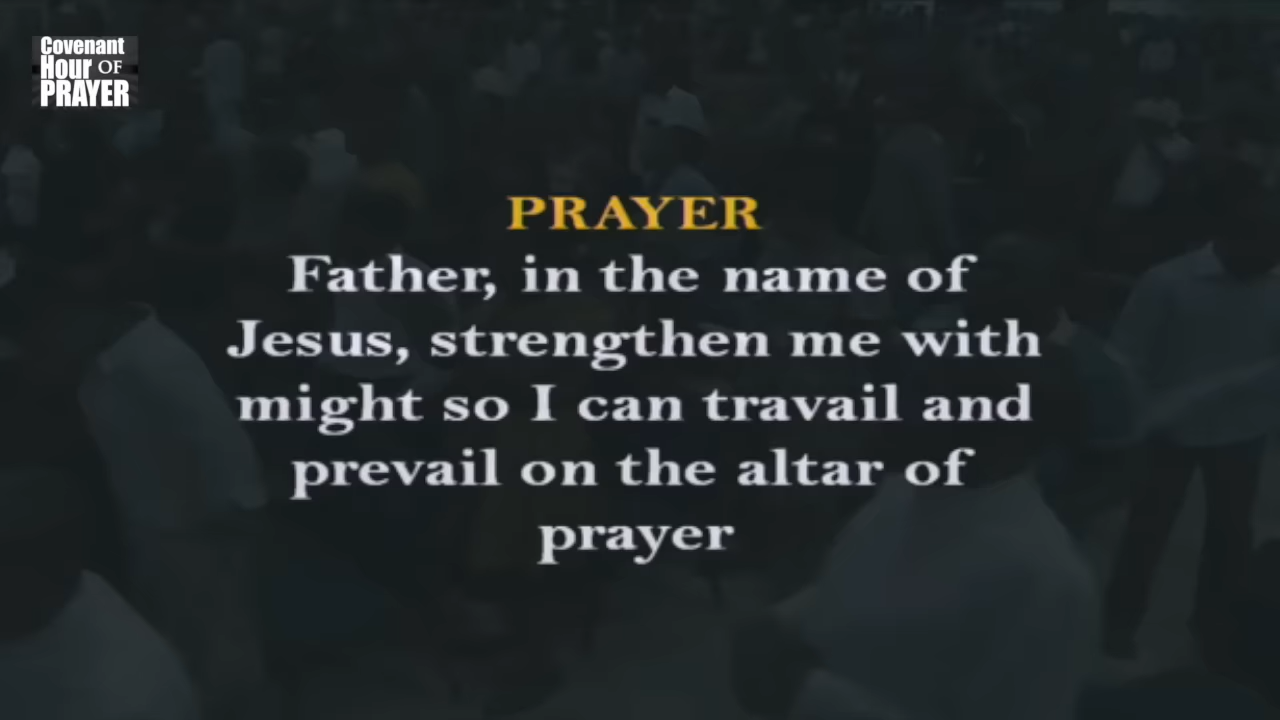 Covenant
Hour OF
PRAYER
PRAYER
Father, in the name of
Jesus, strengthen me with
might so I can travail and
prevail on the altar of
prayer